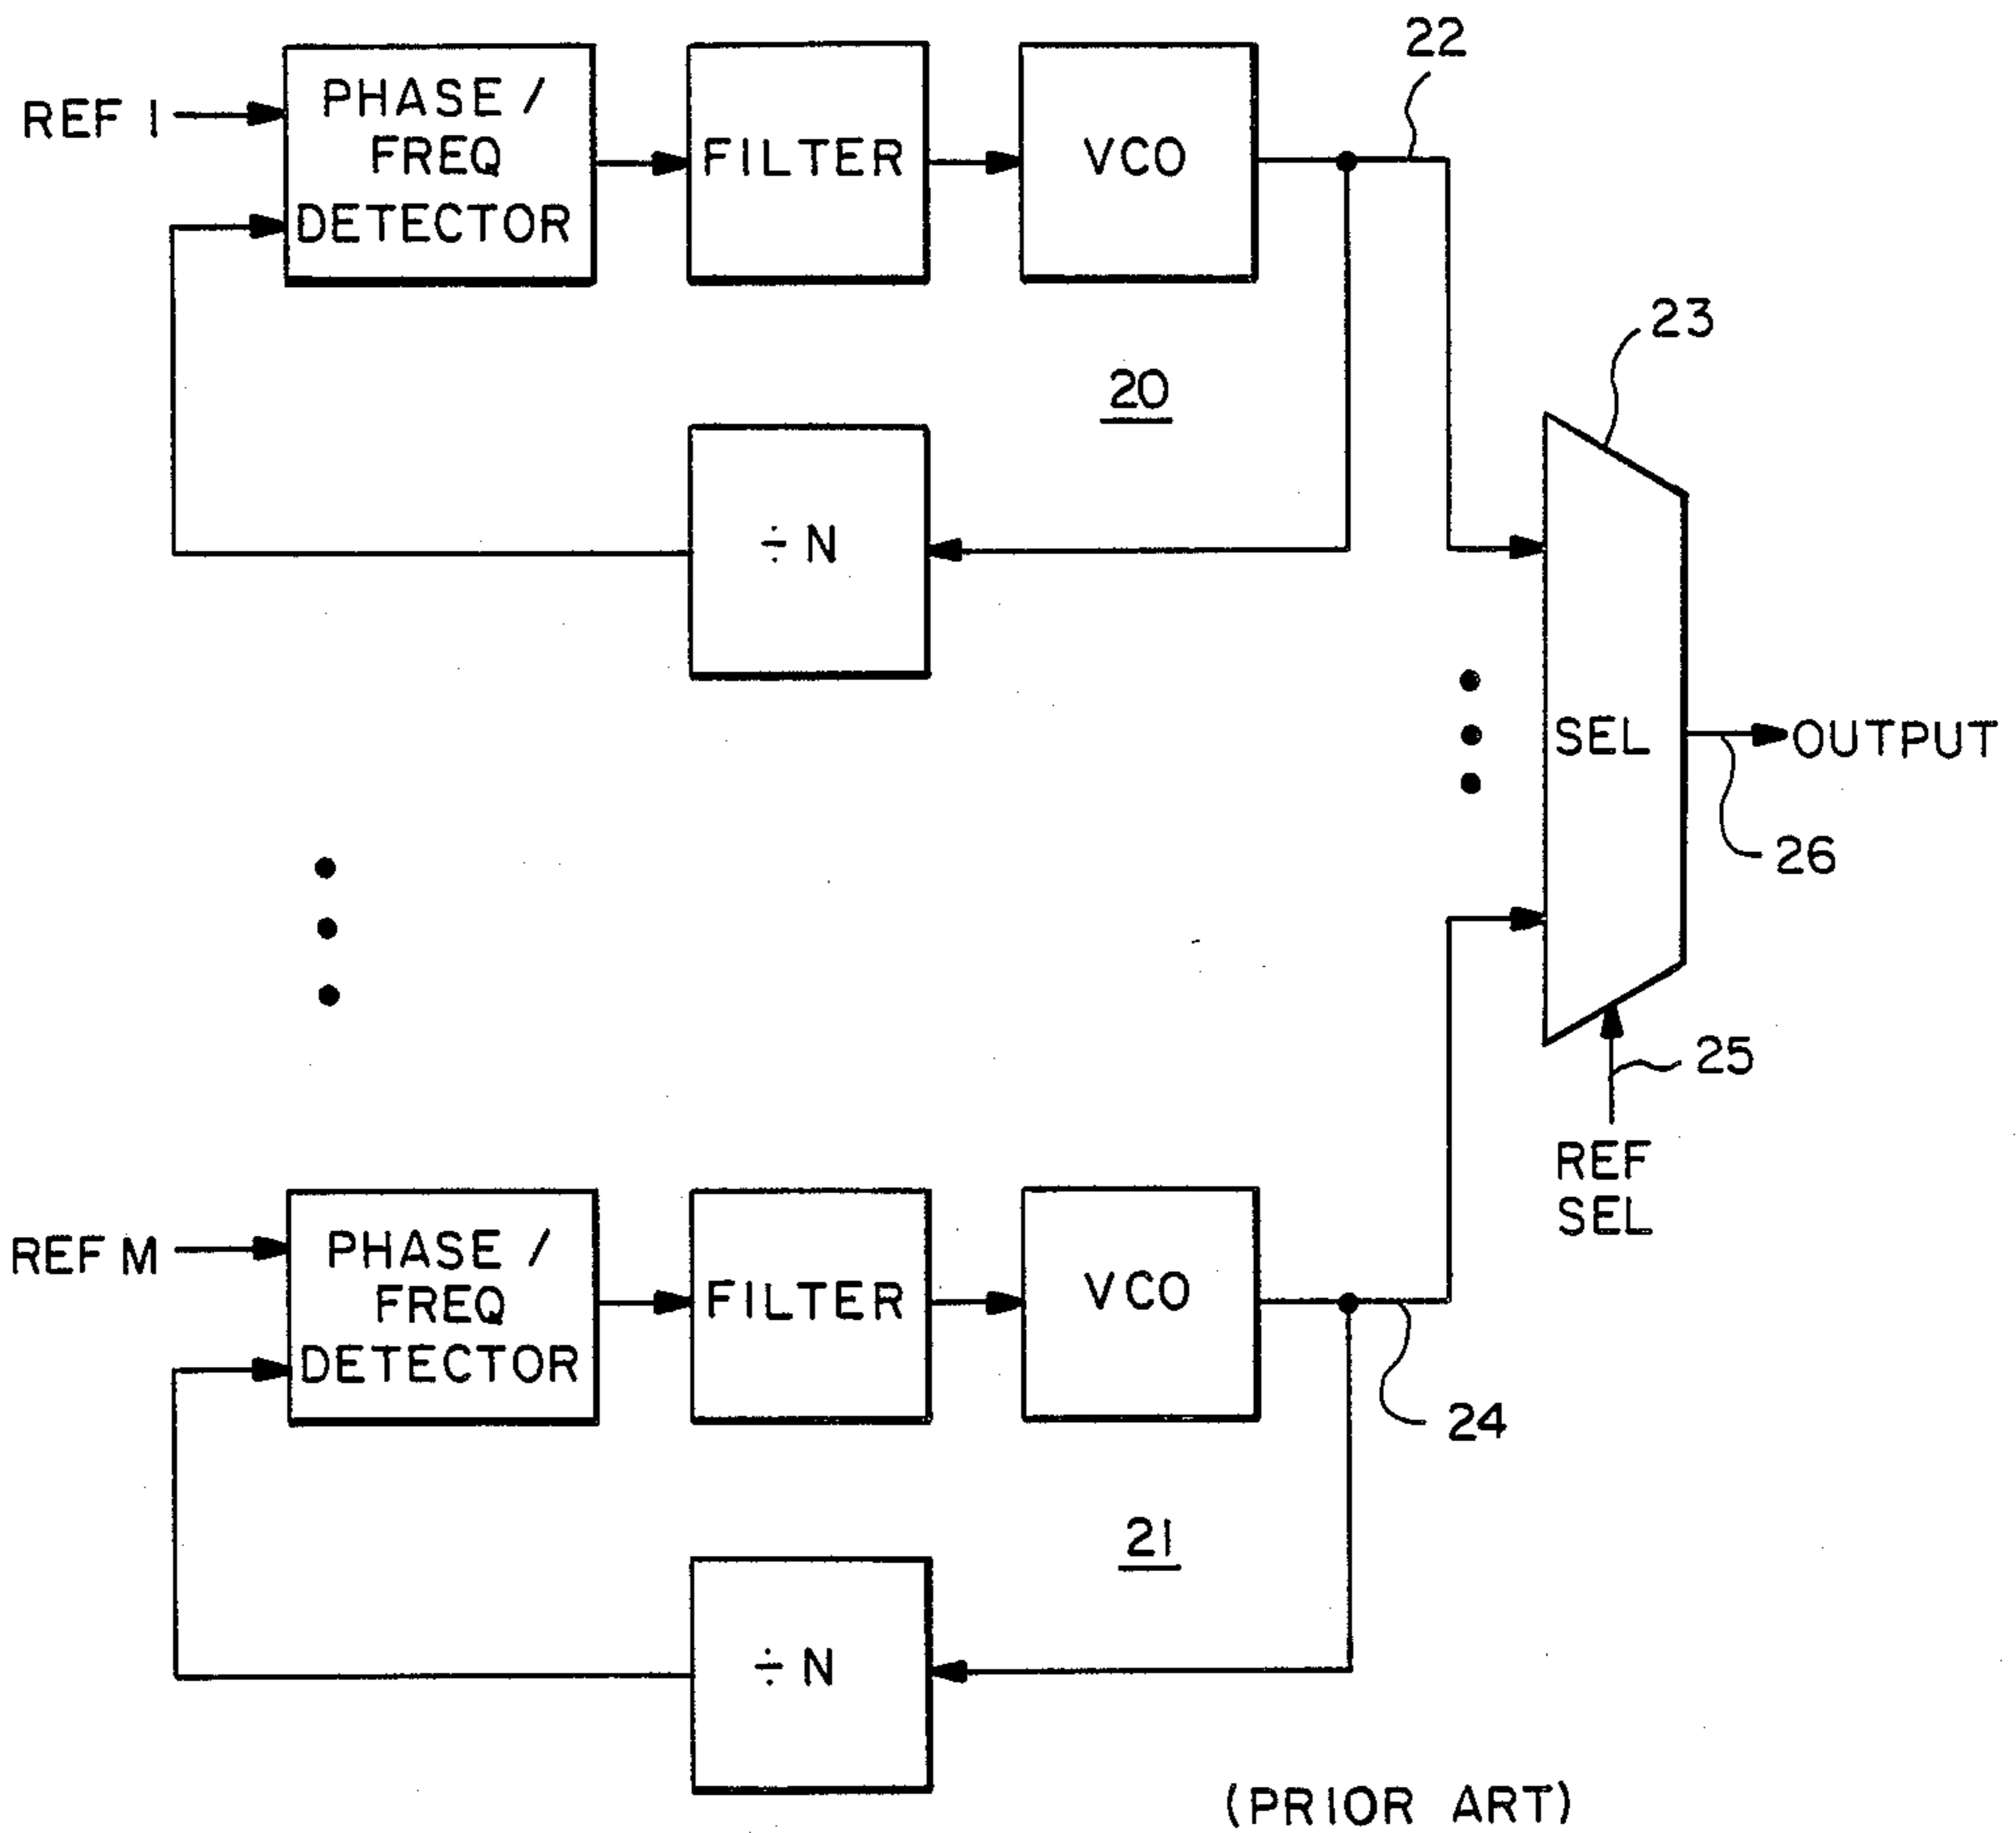 22
REF 1
PHASE /
FREQ
DETECTOR
FILTER
VCO
23
20
÷ N
SEL
OUTPUT
26
25
REF
SEL
REF M
PHASE /
FREQ
DETECTOR
FILTER
VCO
24
21
÷ N
(PRIOR ART)